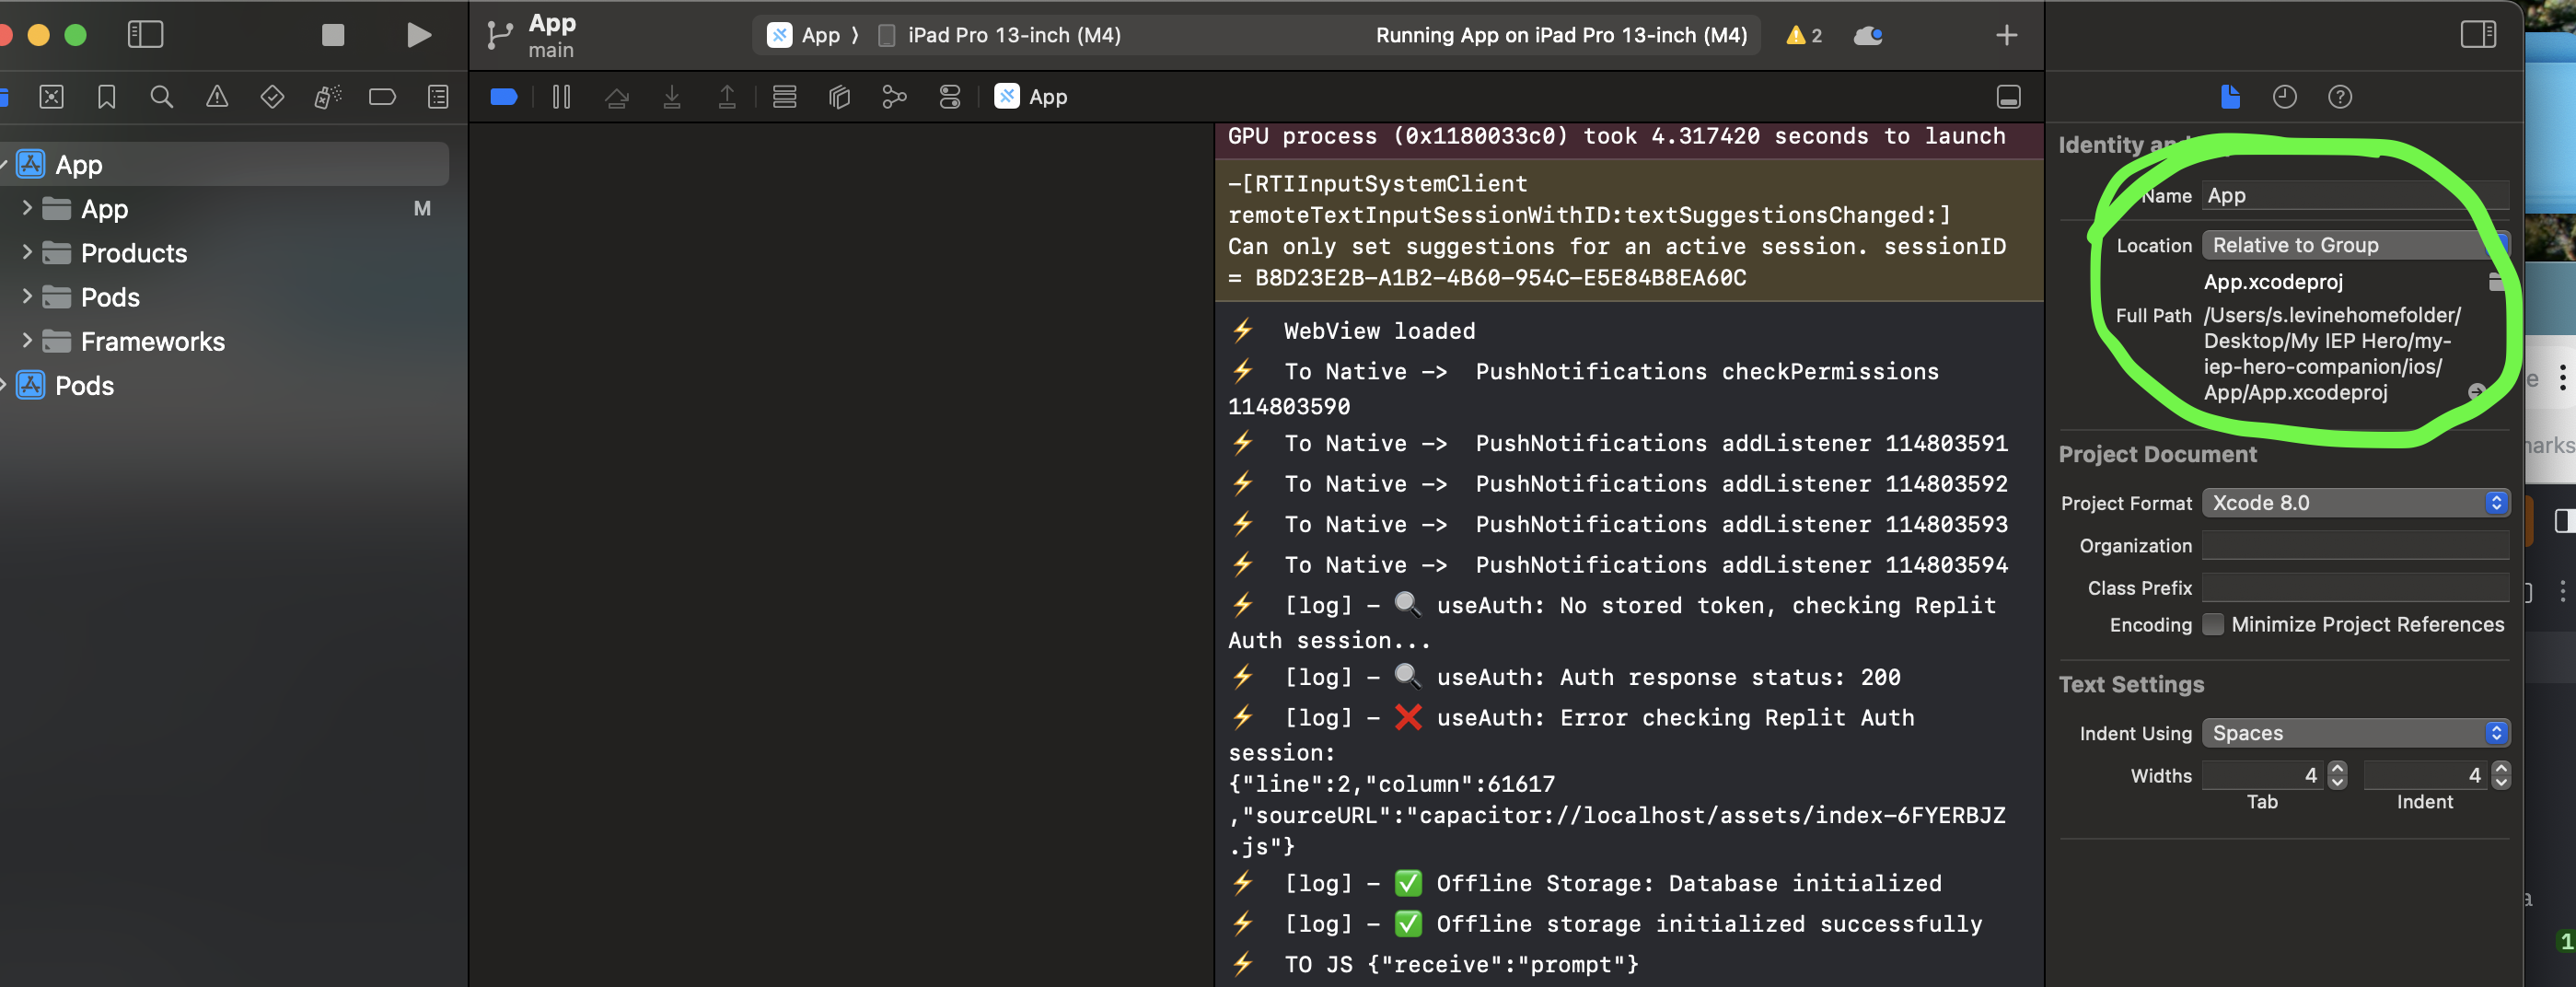 App
main
App
iPad Pro 13-inch (M4)
Running App on iPad Pro 13-inch (M4)
2
App
App
App
M
Products
Pods
Frameworks
Pods
GPU process (0x1180033c0) took 4.317420 seconds to launch
-[RTIInputSystemClient
remoteTextInputSessionWithID:textSuggestionsChanged:]
Can only set suggestions for an active session. sessionID
= B8D23E2B-A1B2-4B60-954C-E5E84B8EA60C
⚡ WebView loaded
⚡ To Native -> PushNotifications checkPermissions
114803590
⚡ To Native -> PushNotifications addListener 114803591
⚡ To Native -> PushNotifications addListener 114803592
⚡ To Native -> PushNotifications addListener 114803593
⚡ To Native -> PushNotifications addListener 114803594
⚡ [log] - 🔍 useAuth: No stored token, checking Replit
Auth session...
⚡ [log] - 🔍 useAuth: Auth response status: 200
⚡ [log] - ❌ useAuth: Error checking Replit Auth
session:
{"line":2,"column":61617
,"sourceURL":"capacitor://localhost/assets/index-6FYERBJZ
.js"}
⚡ [log] - ✅ Offline Storage: Database initialized
⚡ [log] - ✅ Offline storage initialized successfully
⚡ TO JS {"receive":"prompt"}
Identity
Name App
Location Relative to Group
App.xcodeproj
Full Path /Users/s.levinehomefolder/
Desktop/My IEP Hero/my-
iep-hero-companion/ios/
App/App.xcodeproj
Project Document
Project Format Xcode 8.0
Organization
Class Prefix
Encoding Minimize Project References
Text Settings
Indent Using Spaces
Widths 4 4
Tab Indent
1